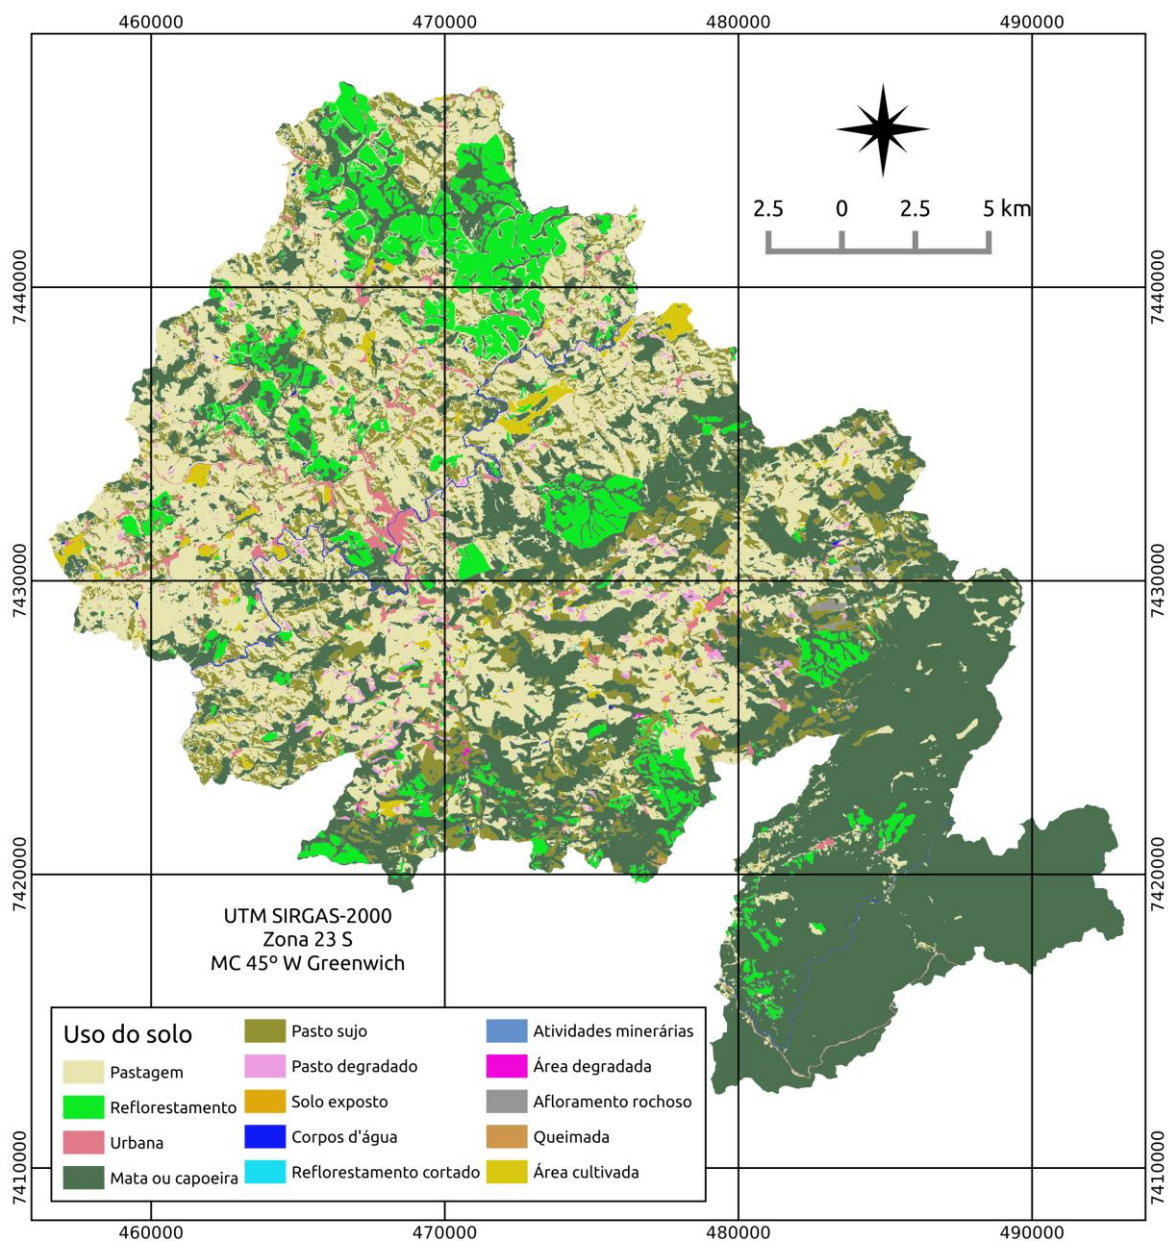 460000
470000
480000
490000
2.5
0
2.5
5 km
7440000
7440000
7430000
7430000
7420000
7420000
7410000
7410000
UTM SIRGAS-2000
Zona 23 S
MC 45º W Greenwich
Uso do solo
Pastagem
Reflorestamento
Urbana
Mata ou capoeira
Pasto sujo
Pasto degradado
Solo exposto
Corpos d'água
Reflorestamento cortado
Atividades minerárias
Área degradada
Afloramento rochoso
Queimada
Área cultivada
460000
470000
480000
490000